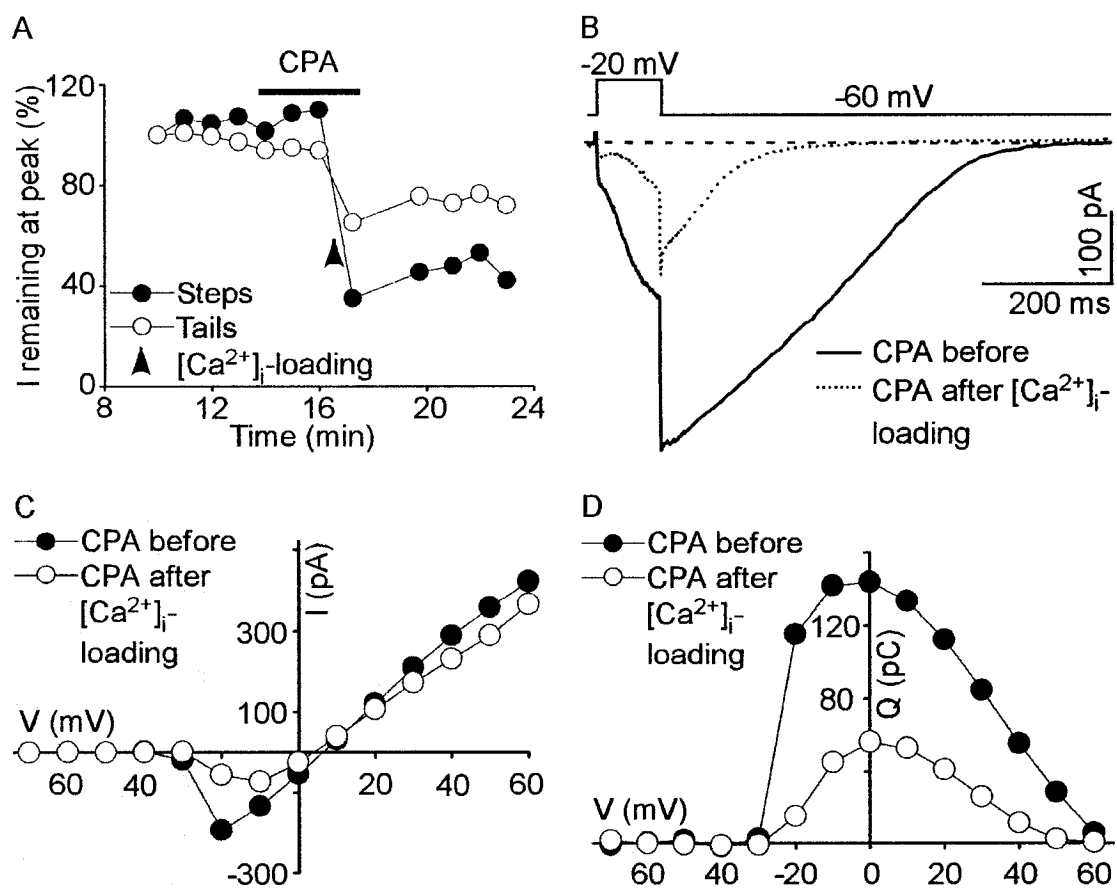 A
CPA
I remaining at peak (%)
120
80
40
0
Steps
Tails
[Ca²⁺]ᵢ-loading
8 12 16 20 24
Time (min)
B
-20 mV
-60 mV
100 pA
200 ms
CPA before
CPA after [Ca²⁺]ᵢ-
loading
C
CPA before
CPA after
[Ca²⁺]ᵢ-
loading
I (pA)
300
100
V (mV)
60 40 20 40 60
-300
D
CPA before
CPA after
[Ca²⁺]ᵢ-
loading
Q (pC)
120
80
V (mV)
60 40 -20 0 20 40 60